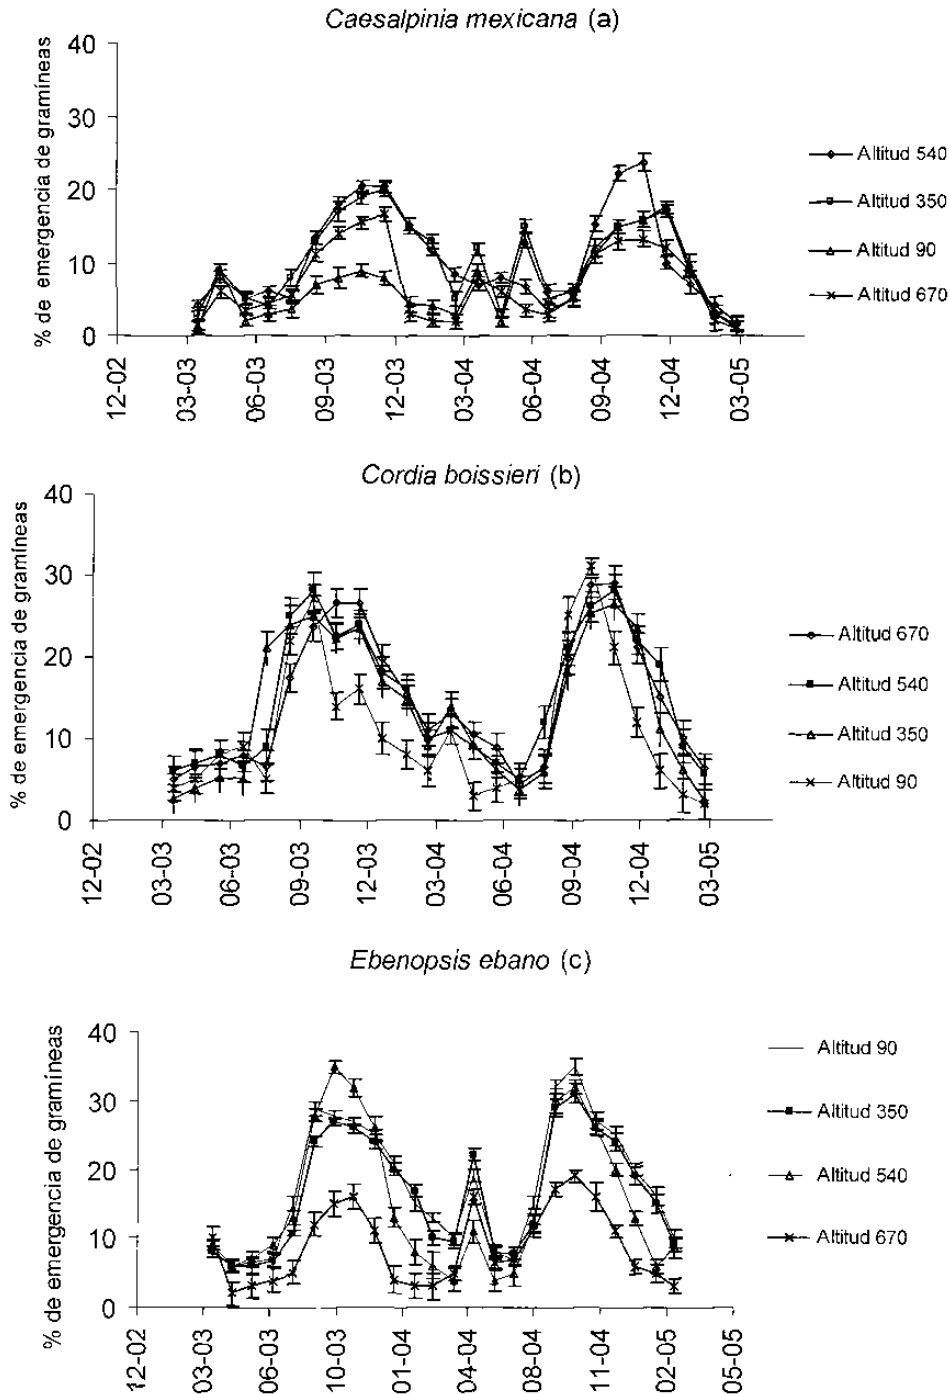 Caesalpinia mexicana (a)
% de emergencia de gramíneas
40
30
20
10
0
12-02
03-03
06-03
09-03
12-03
03-04
06-04
09-04
12-04
03-05
Altitud 540
Altitud 350
Altitud 90
Altitud 670
Cordia boissieri (b)
% de emergencia de gramíneas
40
30
20
10
0
12-02
03-03
06-03
09-03
12-03
03-04
06-04
09-04
12-04
03-05
Altitud 670
Altitud 540
Altitud 350
Altitud 90
Ebenopsis ebano (c)
% de emergencia de gramíneas
40
30
20
10
0
12-02
03-03
06-03
10-03
01-04
04-04
08-04
11-04
02-05
05-05
Altitud 90
Altitud 350
Altitud 540
Altitud 670